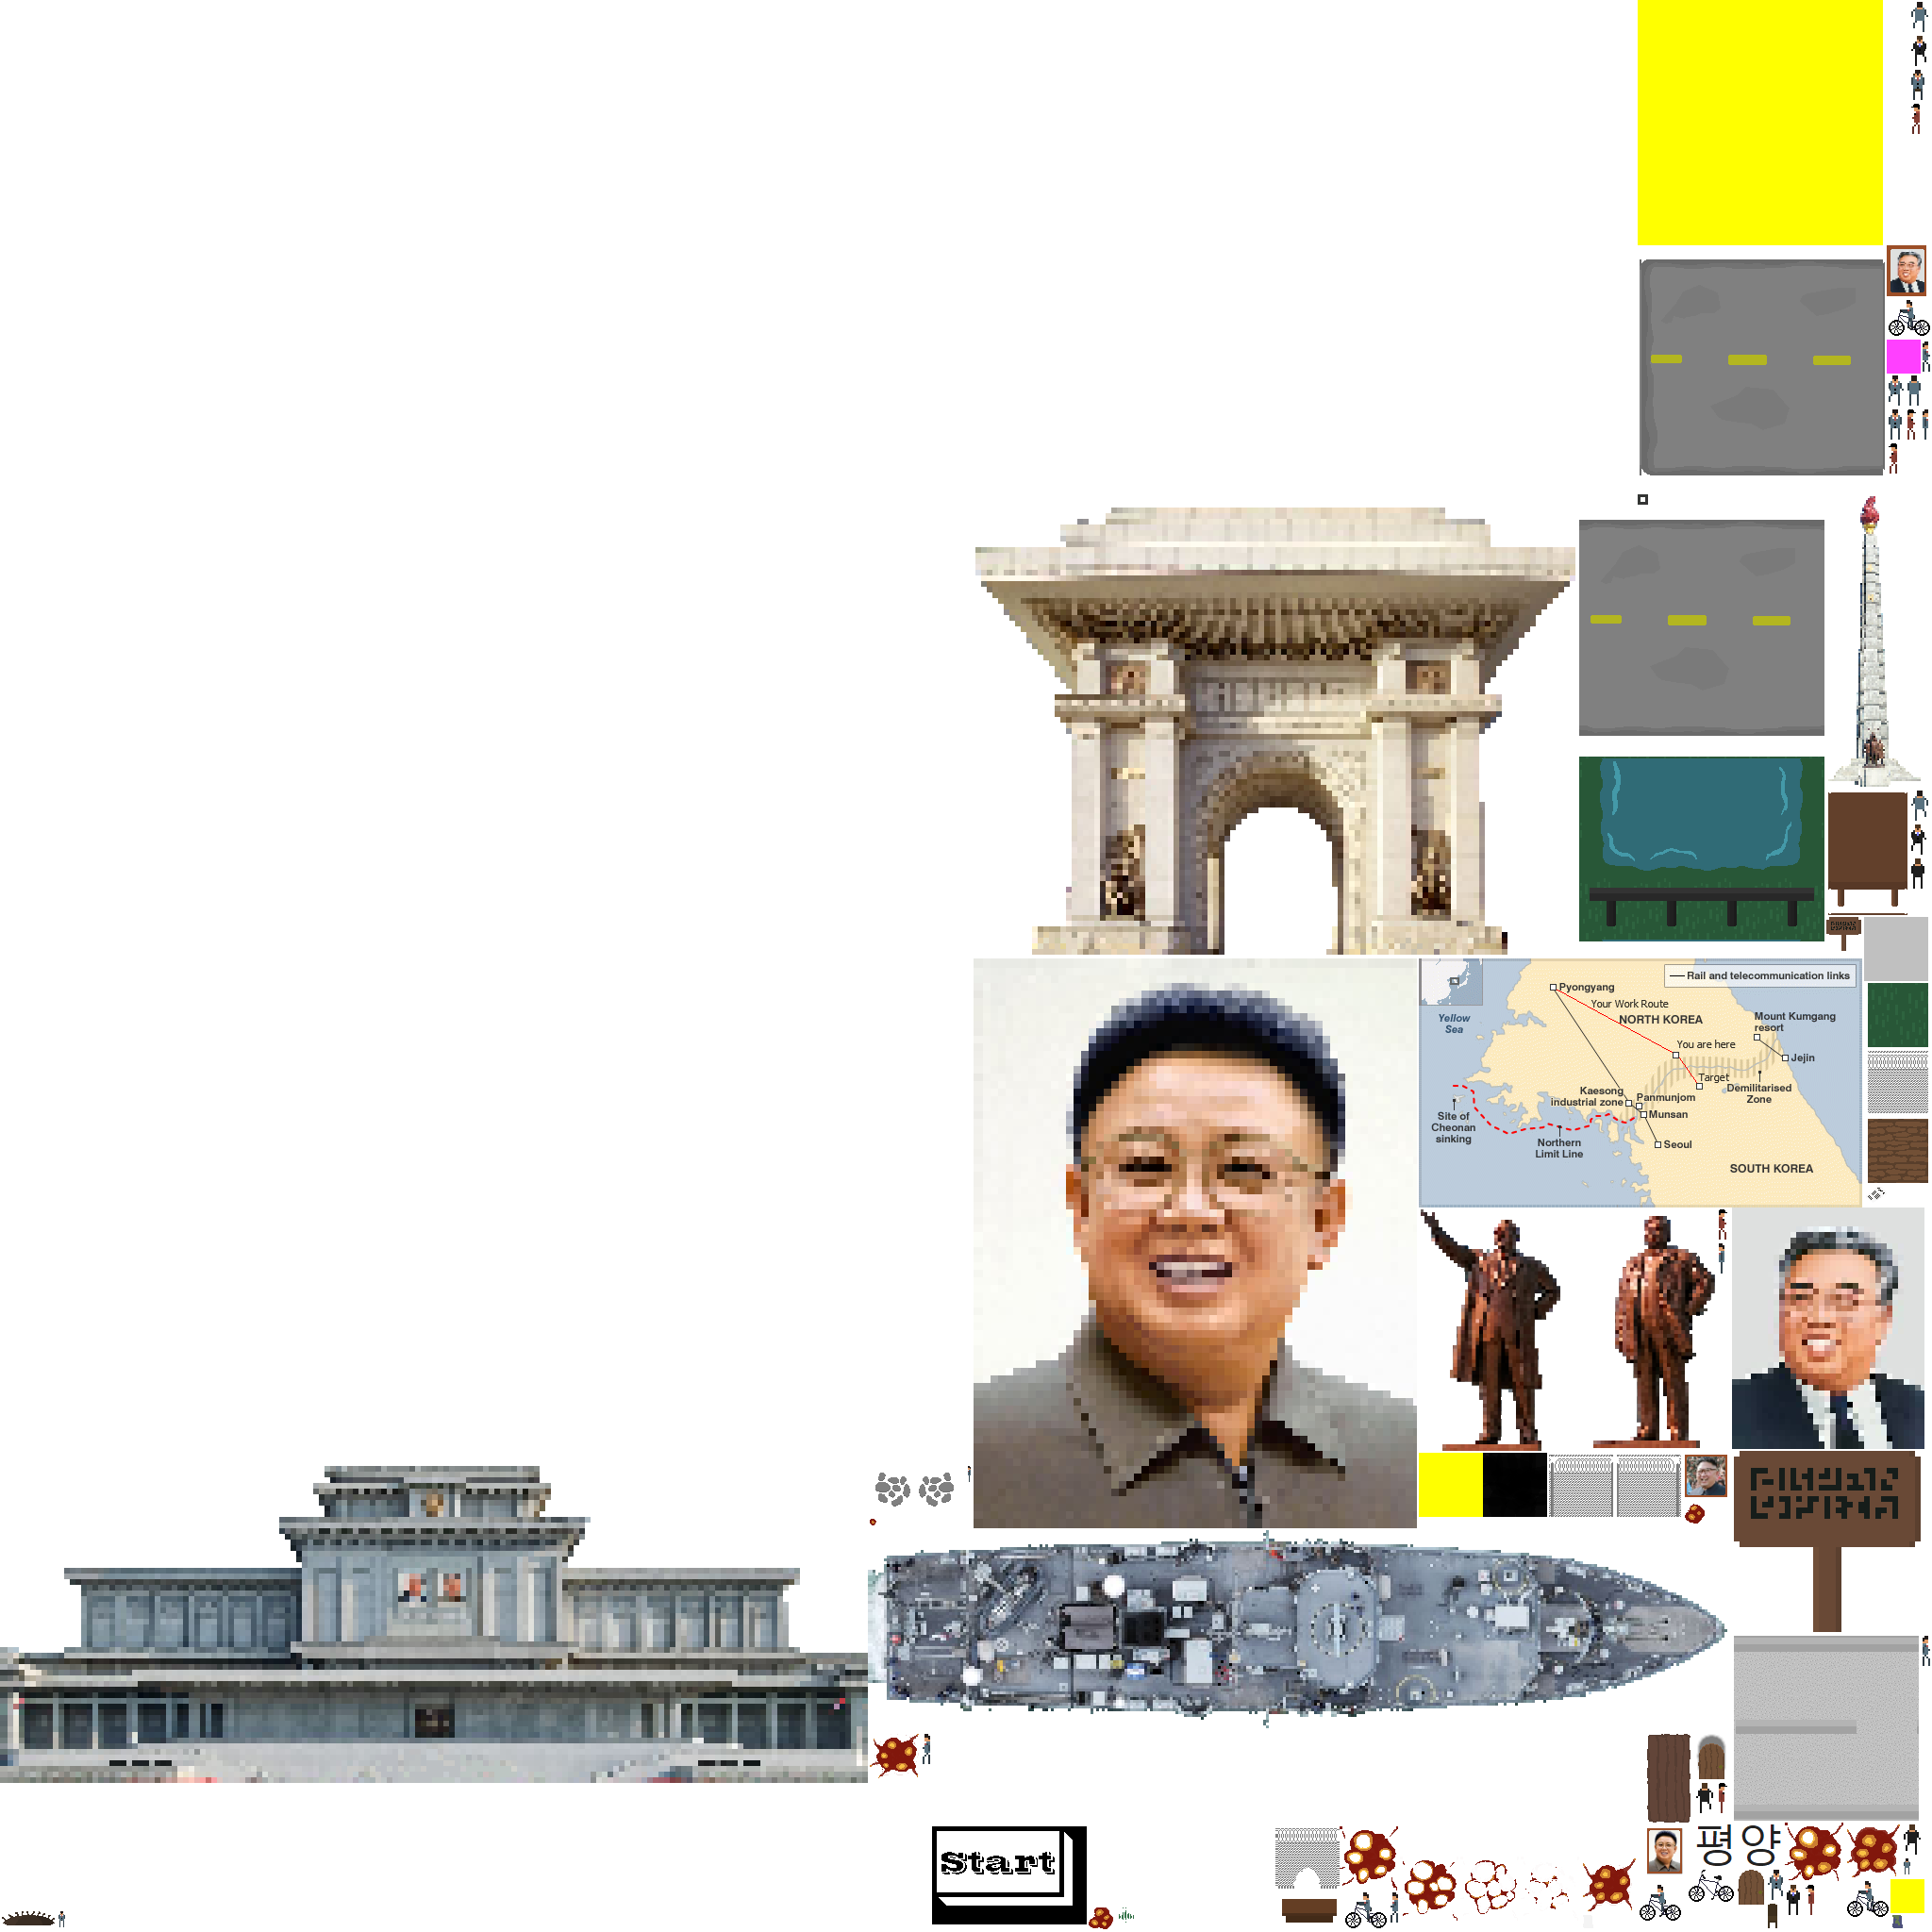 Rail and telecommunication links
Pyongyang
Your Work Route
NORTH KOREA
Yellow
Sea
Mount Kumgang
resort
You are here
Jejin
Target
Demilitarised
Zone
Kaesong
industrial zone
Panmunjom
Munsan
Site of
Cheonan
sinking
Northern
Limit Line
Seoul
SOUTH KOREA
Start
평양